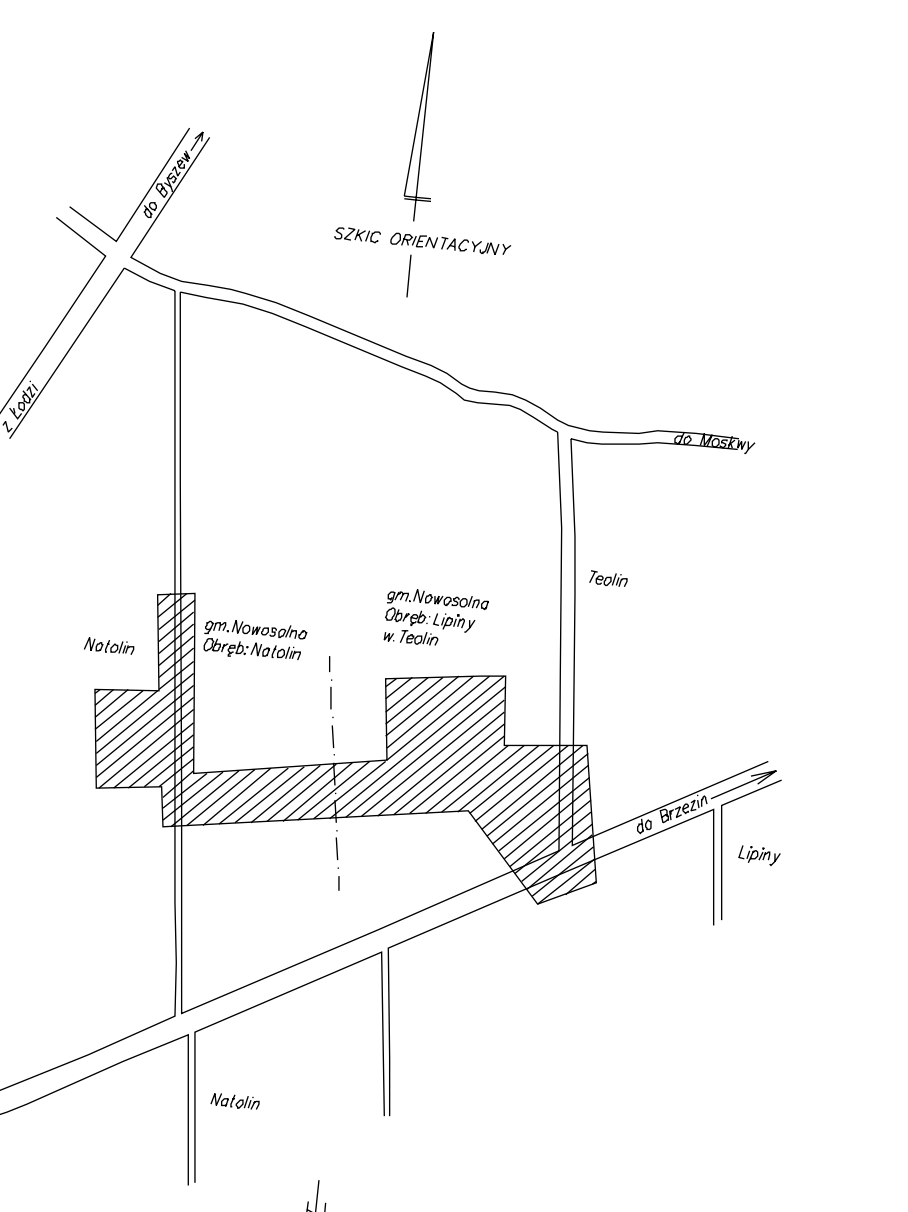 do Byszew
SZKIC ORIENTACYJNY
z Łodzi
do Moskwy
Teolin
gm.Nowosolna
Obręb: Lipiny
w. Teolin
gm.Nowosolna
Obręb: Natolin
Natolin
do Brzezin
Lipiny
Natolin